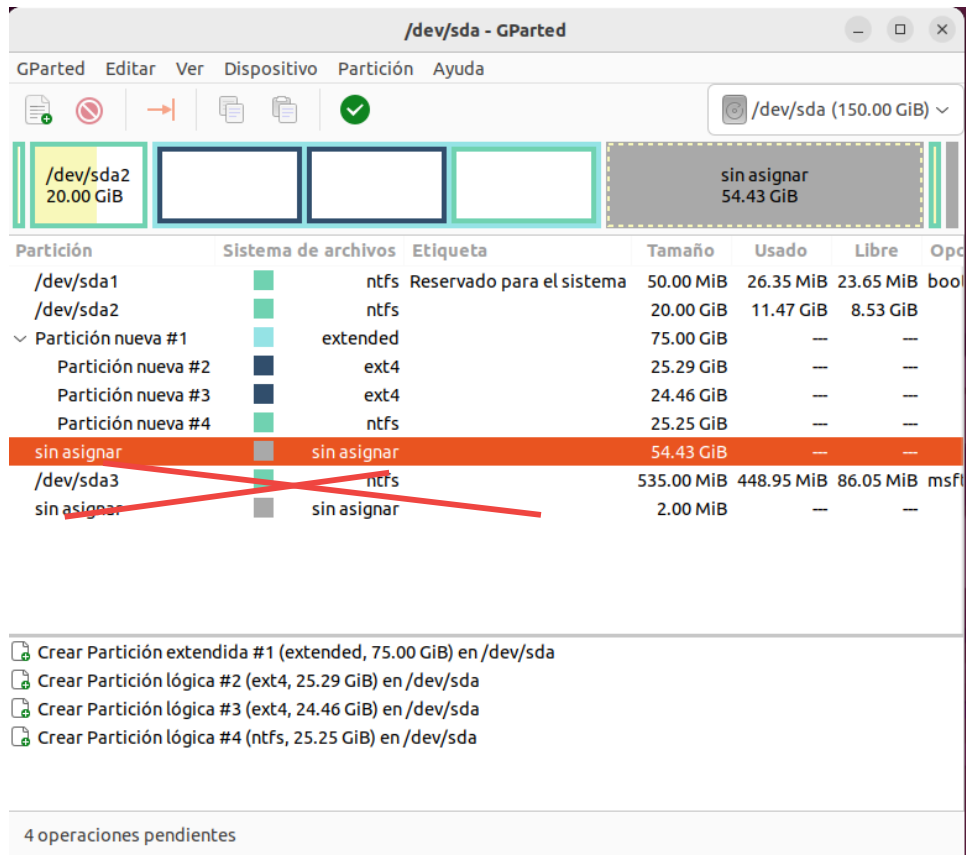 /dev/sda - GParted
GParted Editar Ver Dispositivo Partición Ayuda
/dev/sda (150.00 GiB)
/dev/sda2
20.00 GiB
sin asignar
54.43 GiB
Partición Sistema de archivos Etiqueta Tamaño Usado Libre Opc
/dev/sda1 ntfs Reservado para el sistema 50.00 MiB 26.35 MiB 23.65 MiB boot
/dev/sda2 ntfs 20.00 GiB 11.47 GiB 8.53 GiB
Partición nueva #1 extended 75.00 GiB --- ---
Partición nueva #2 ext4 25.29 GiB --- ---
Partición nueva #3 ext4 24.46 GiB --- ---
Partición nueva #4 ntfs 25.25 GiB --- ---
sin asignar sin asignar 54.43 GiB --- ---
/dev/sda3 ntfs 535.00 MiB 448.95 MiB 86.05 MiB msft
sin asignar sin asignar 2.00 MiB --- ---
Crear Partición extendida #1 (extended, 75.00 GiB) en /dev/sda
Crear Partición lógica #2 (ext4, 25.29 GiB) en /dev/sda
Crear Partición lógica #3 (ext4, 24.46 GiB) en /dev/sda
Crear Partición lógica #4 (ntfs, 25.25 GiB) en /dev/sda
4 operaciones pendientes